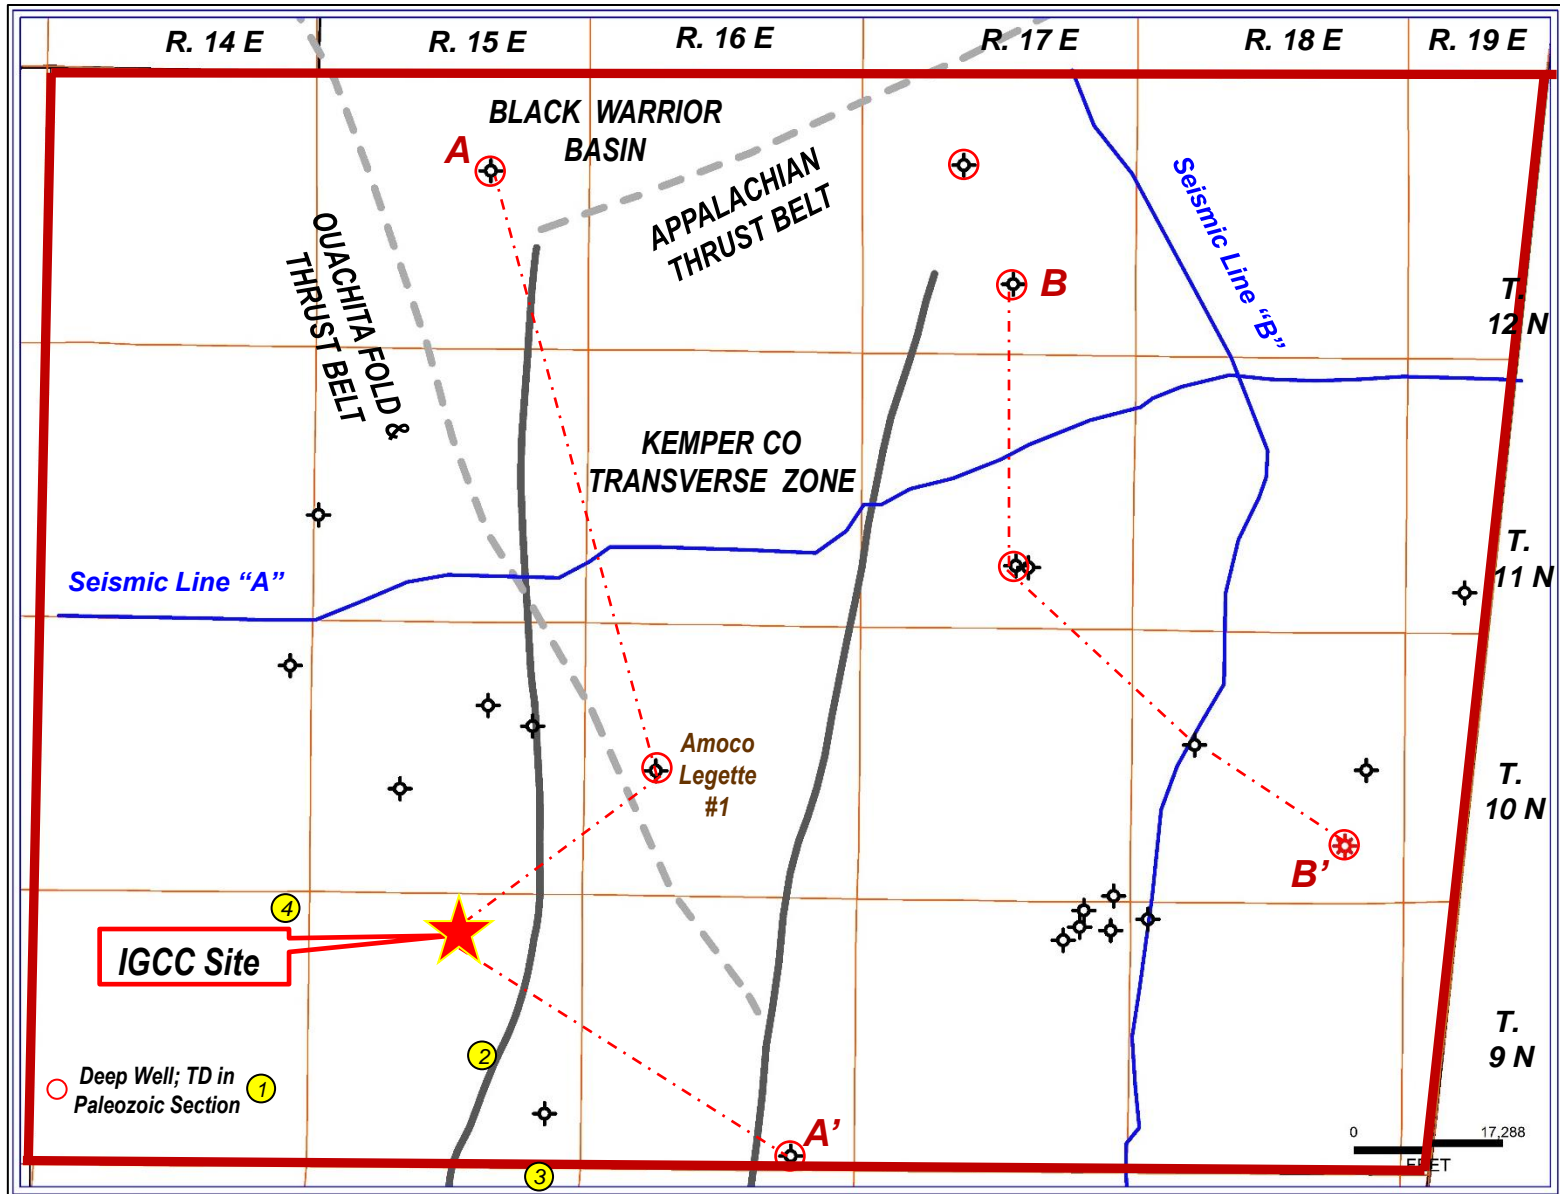 R. 14 E
R. 15 E
R. 16 E
R. 17 E
R. 18 E
R. 19 E
BLACK WARRIOR
BASIN
A
APPALACHIAN
THRUST BELT
OUACHITA FOLD &
THRUST BELT
Seismic Line “B”
B
T.
12 N
KEMPER CO
TRANSVERSE ZONE
Seismic Line “A”
T.
11 N
Amoco
Legette
#1
T.
10 N
B’
4
IGCC Site
T.
9 N
2
Deep Well; TD in
Paleozoic Section
1
A’
3
0
17,288
FEET